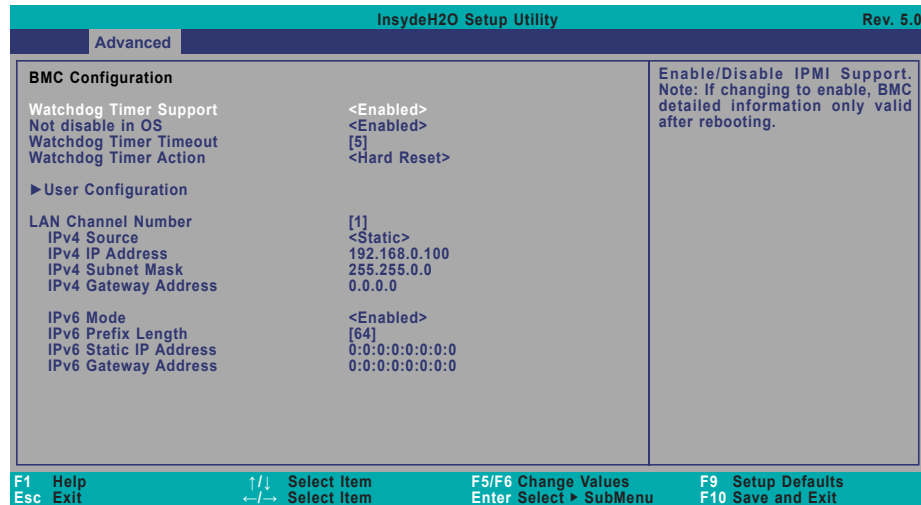 InsydeH2O Setup Utility Rev. 5.0
Advanced
BMC Configuration
Watchdog Timer Support <Enabled>
Not disable in OS <Enabled>
Watchdog Timer Timeout [5]
Watchdog Timer Action <Hard Reset>
►User Configuration
LAN Channel Number [1]
IPv4 Source <Static>
IPv4 IP Address 192.168.0.100
IPv4 Subnet Mask 255.255.0.0
IPv4 Gateway Address 0.0.0.0
IPv6 Mode <Enabled>
IPv6 Prefix Length [64]
IPv6 Static IP Address 0:0:0:0:0:0:0:0
IPv6 Gateway Address 0:0:0:0:0:0:0:0
Enable/Disable IPMI Support.
Note: If changing to enable, BMC
detailed information only valid
after rebooting.
F1 Help ↑/↓ Select Item F5/F6 Change Values F9 Setup Defaults
Esc Exit ←/→ Select Item Enter Select ► SubMenu F10 Save and Exit